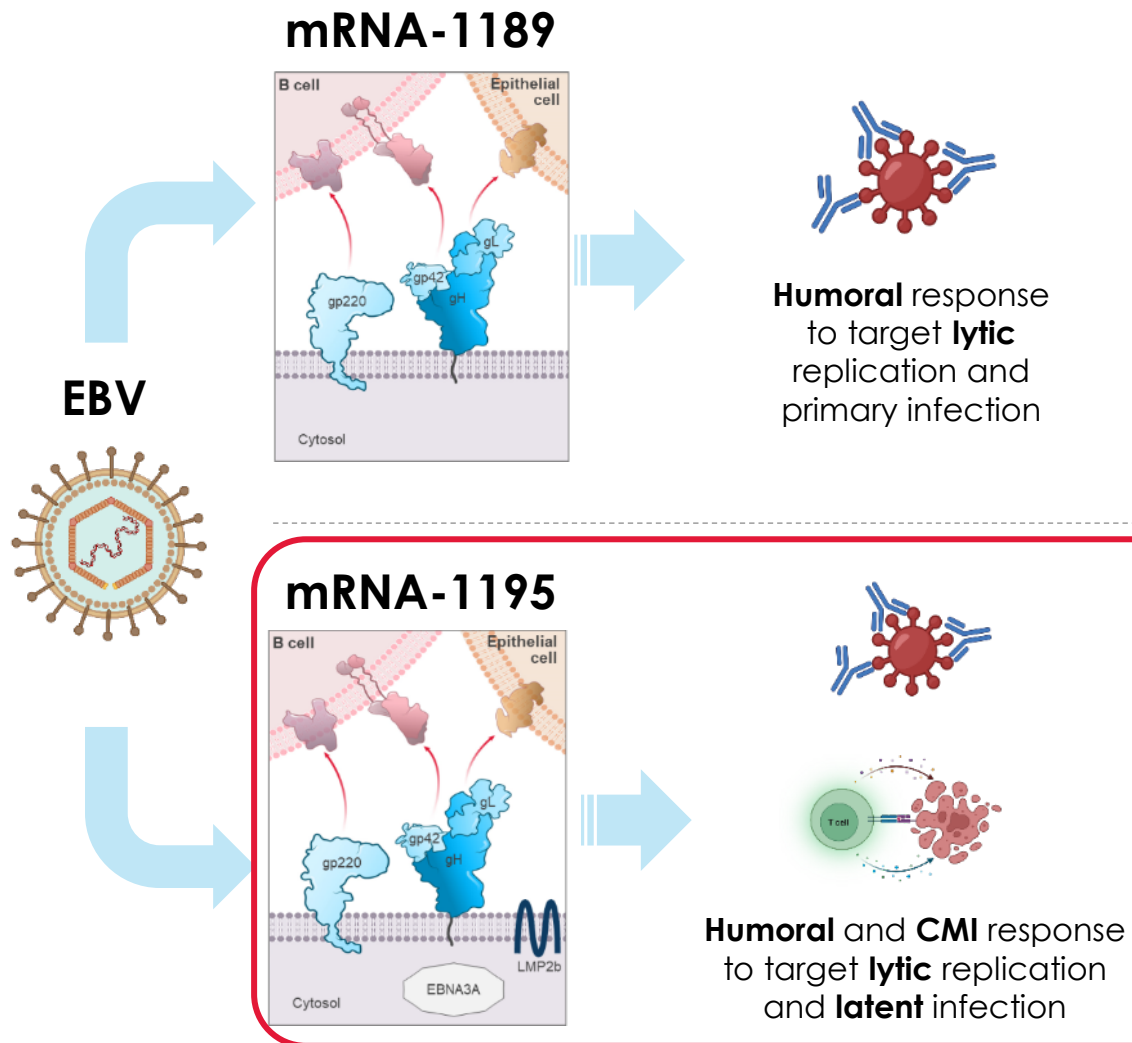 mRNA-1189
B cell
Epithelial
cell
gL
gp42
gp220
gH
Cytosol
Humoral response
to target lytic
replication and
primary infection
EBV
mRNA-1195
B cell
Epithelial
cell
gL
gp42
gp220
gH
LMP2b
EBNA3A
Cytosol
T cell
Humoral and CMI response
to target lytic replication
and latent infection